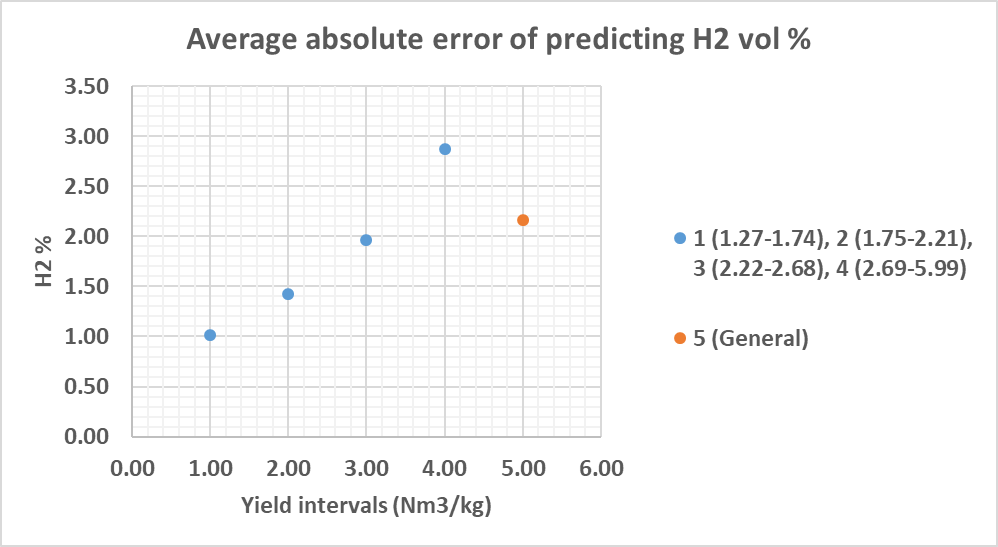 Average absolute error of predicting H2 vol %
3.50
3.00
2.50
2.00
1.50
1.00
0.50
0.00
H2 %
0.00 1.00 2.00 3.00 4.00 5.00 6.00
Yield intervals (Nm3/kg)
1 (1.27-1.74), 2 (1.75-2.21),
3 (2.22-2.68), 4 (2.69-5.99)
5 (General)